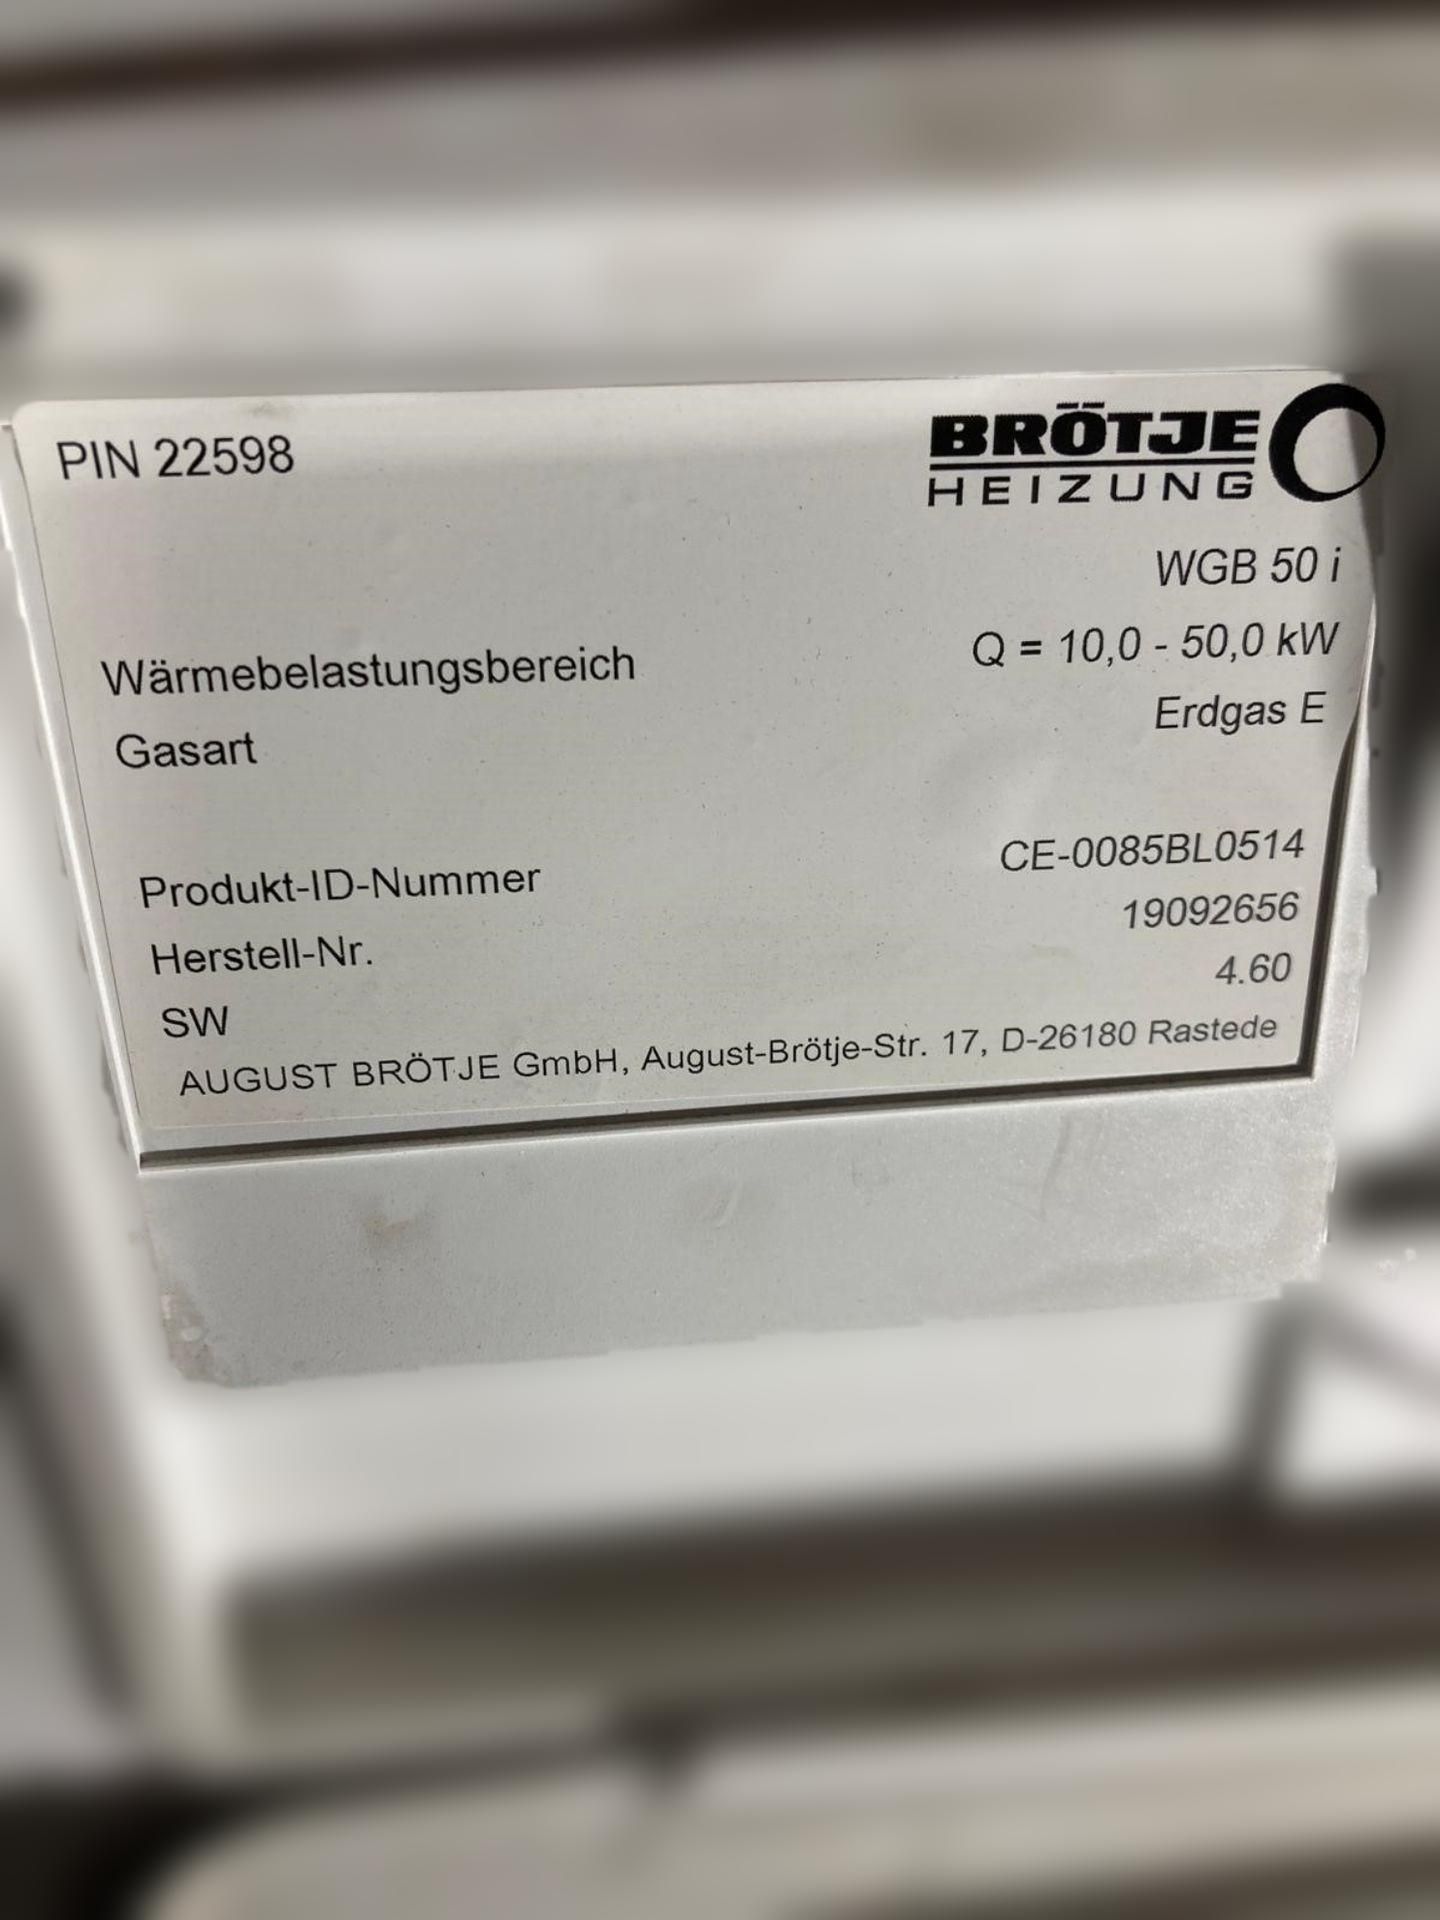 PIN 22598
BRÖTJE
HEIZUNG
WGB 50 i
Wärmebelastungsbereich Q = 10,0 - 50,0 kW
Gasart Erdgas E
Produkt-ID-Nummer CE-0085BL0514
Herstell-Nr. 19092656
SW 4.60
AUGUST BRÖTJE GmbH, August-Brötje-Str. 17, D-26180 Rastede